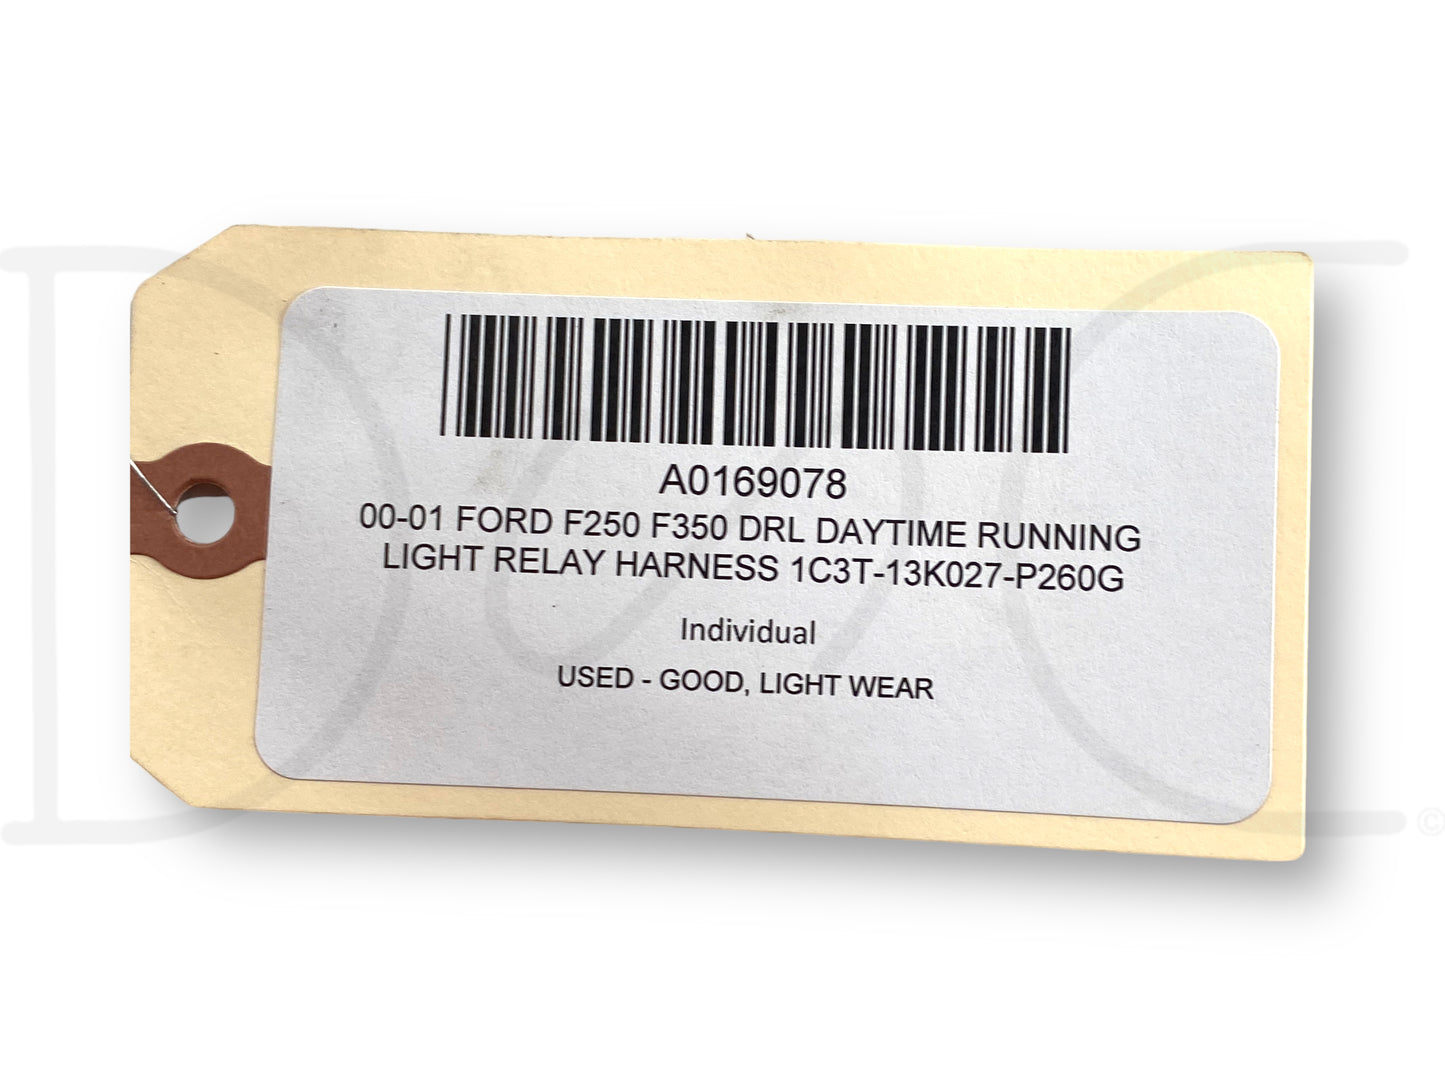 A0169078
00-01 FORD F250 F350 DRL DAYTIME RUNNING
LIGHT RELAY HARNESS 1C3T-13K027-P260G
Individual
USED - GOOD, LIGHT WEAR
©